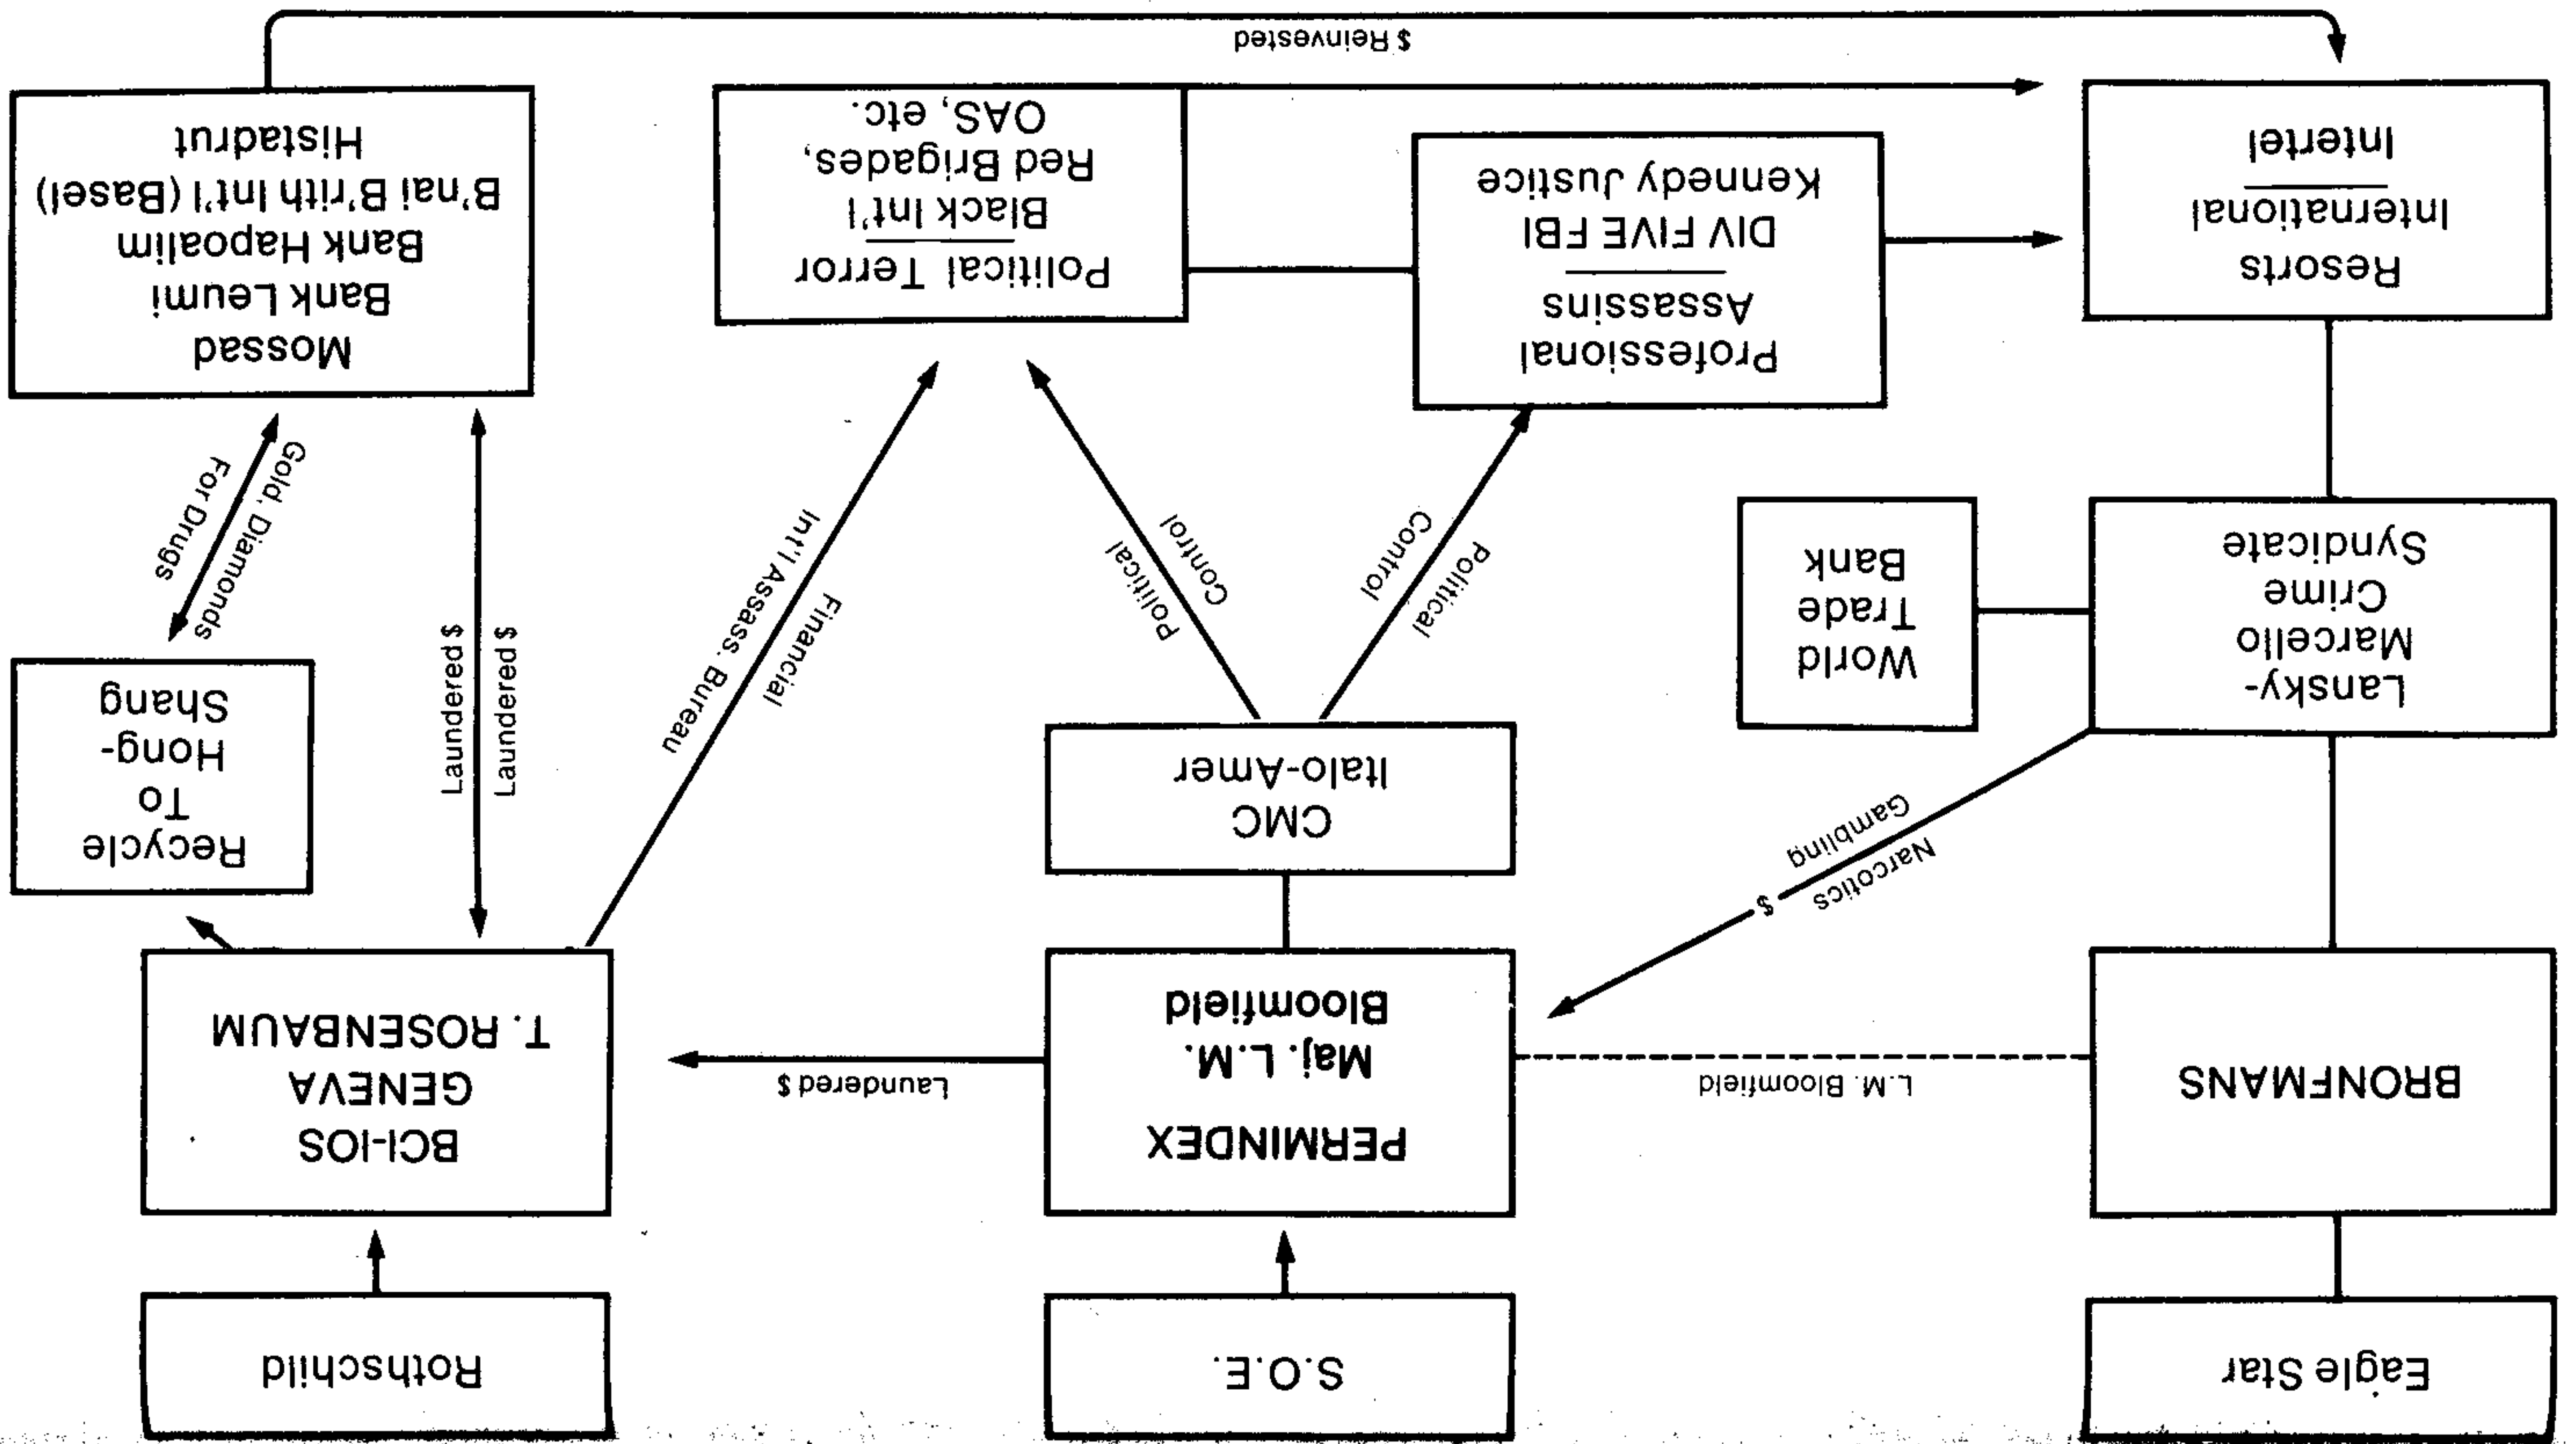 Eagle Star
S.O.E.
Rothschild
BRONFMANS
L.M. Bloomfield
PERMINDEX
Maj. L.M.
Bloomfield
Laundered $
BCI-IOS
GENEVA
T. ROSENBAUM
Narcotics
$
Gambling
CMC
Italo-Amer
Recycle
To
Hong-
Shang
Lansky-
Marcello
Crime
Syndicate
World
Trade
Bank
Political
Control
Political
Control
Financial
Int'l Assass. Bureau
Laundered $
Laundered $
Gold, Diamonds
For Drugs
Resorts
International
Intertel
Professional
Assassins
DIV FIVE FBI
Kennedy Justice
Political Terror
Black Int'l
Red Brigades,
OAS, etc.
Mossad
Bank Leumi
Bank Hapoalim
B'nai B'rith Int'l (Basel)
Histadrut
$ Reinvested